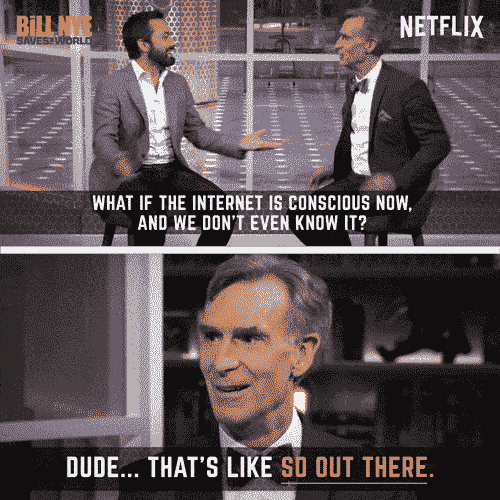 BILL NYE
SAVES THE WORLD
NETFLIX
WHAT IF THE INTERNET IS CONSCIOUS NOW,
AND WE DON'T EVEN KNOW IT?
DUDE... THAT'S LIKE SO OUT THERE.